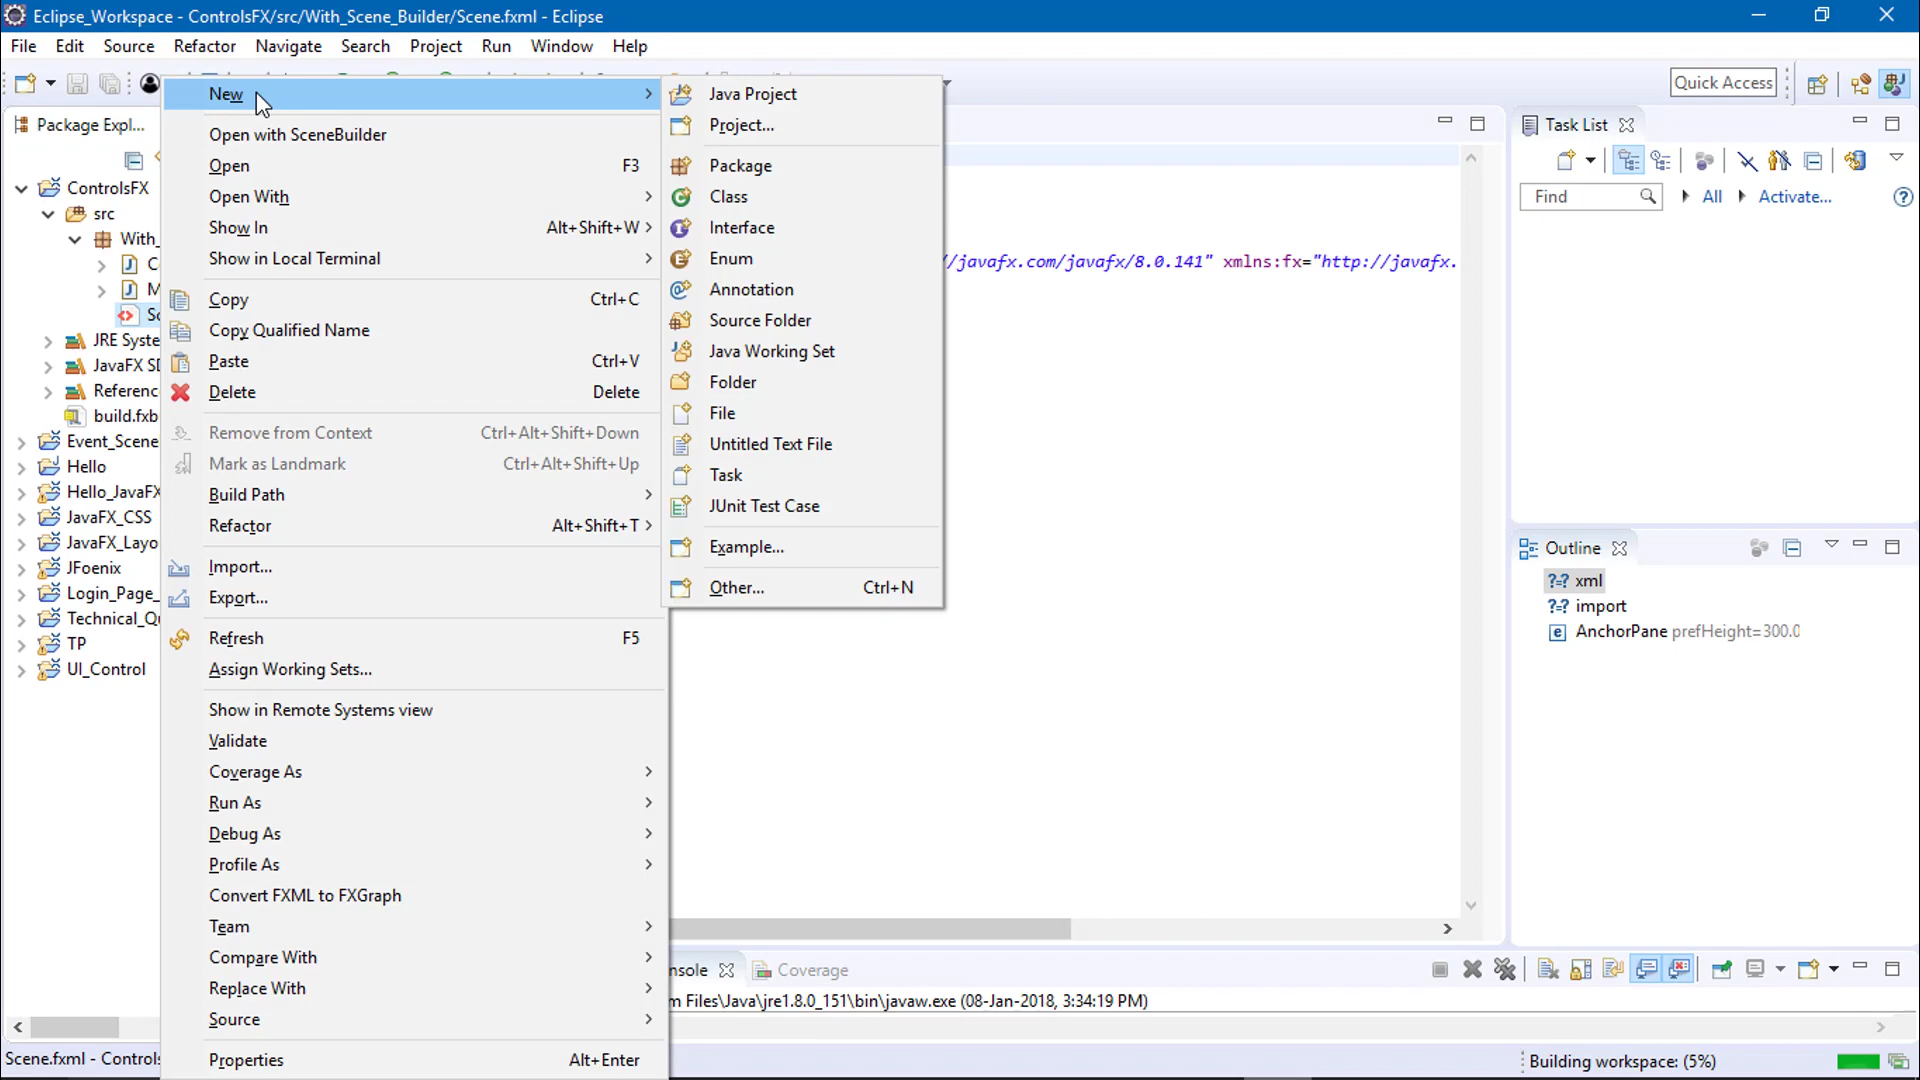 Eclipse_Workspace - ControlsFX/src/With_Scene_Builder/Scene.fxml - Eclipse
File Edit Source Refactor Navigate Search Project Run Window Help
Quick Access
Package Expl...
ControlsFX
src
With_
JRE Syste
JavaFX SD
Referenc
build.fxb
Event_Scene
Hello
Hello_JavaFX
JavaFX_CSS
JavaFX_Layo
JFoenix
Login_Page_
Technical_Qu
TP
UI_Control
New
Open with SceneBuilder
Open F3
Open With
Show In Alt+Shift+W
Show in Local Terminal
Copy Ctrl+C
Copy Qualified Name
Paste Ctrl+V
Delete Delete
Remove from Context Ctrl+Alt+Shift+Down
Mark as Landmark Ctrl+Alt+Shift+Up
Build Path
Refactor Alt+Shift+T
Import...
Export...
Refresh F5
Assign Working Sets...
Show in Remote Systems view
Validate
Coverage As
Run As
Debug As
Profile As
Convert FXML to FXGraph
Team
Compare With
Replace With
Source
Properties Alt+Enter
Java Project
Project...
Package
Class
Interface
Enum
Annotation
Source Folder
Java Working Set
Folder
File
Untitled Text File
Task
JUnit Test Case
Example...
Other... Ctrl+N
//javafx.com/javafx/8.0.141" xmlns:fx="http://javafx.
Task List
Find All Activate...
Outline
xml
import
AnchorPane prefHeight=300.0
nsole Coverage
m Files\Java\jre1.8.0_151\bin\javaw.exe (08-Jan-2018, 3:34:19 PM)
Scene.fxml - Controls
Building workspace: (5%)